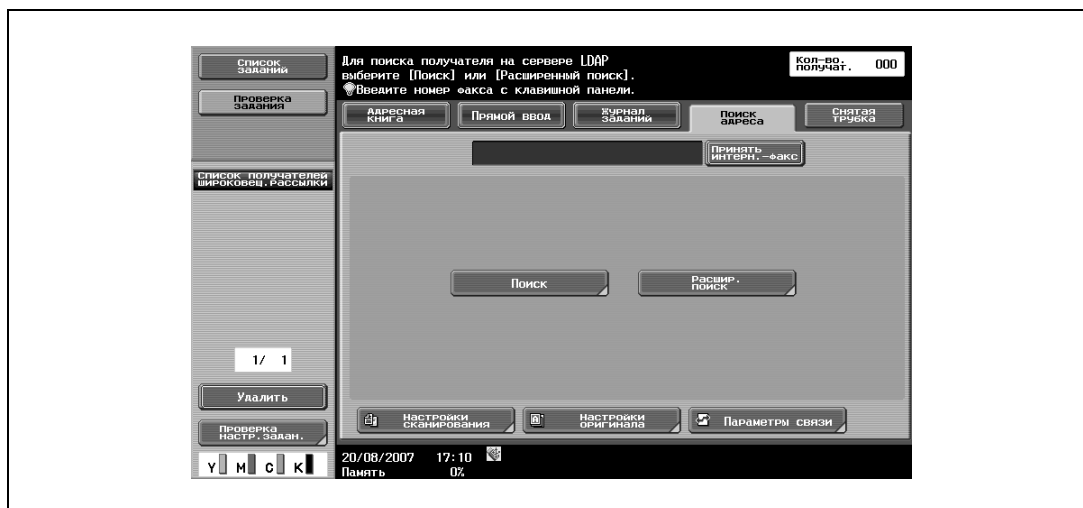 Список
заданий
Проверка
задания
Список получателей
широковещ.рассылки
1/ 1
Удалить
Проверка
настр.задан.
Y M C K
Для поиска получателя на сервере LDAP
выберите [Поиск] или [Расширенный поиск].
Введите номер факса с клавишной панели.
Кол-во.
получат. 000
Адресная
книга
Прямой ввод
Журнал
заданий
Поиск
адреса
Снятая
трубка
Принять
интерн.-факс
Поиск
Расшир.
поиск
Настройки
сканирования
Настройки
оригинала
Параметры связи
20/08/2007 17:10
Память 0%